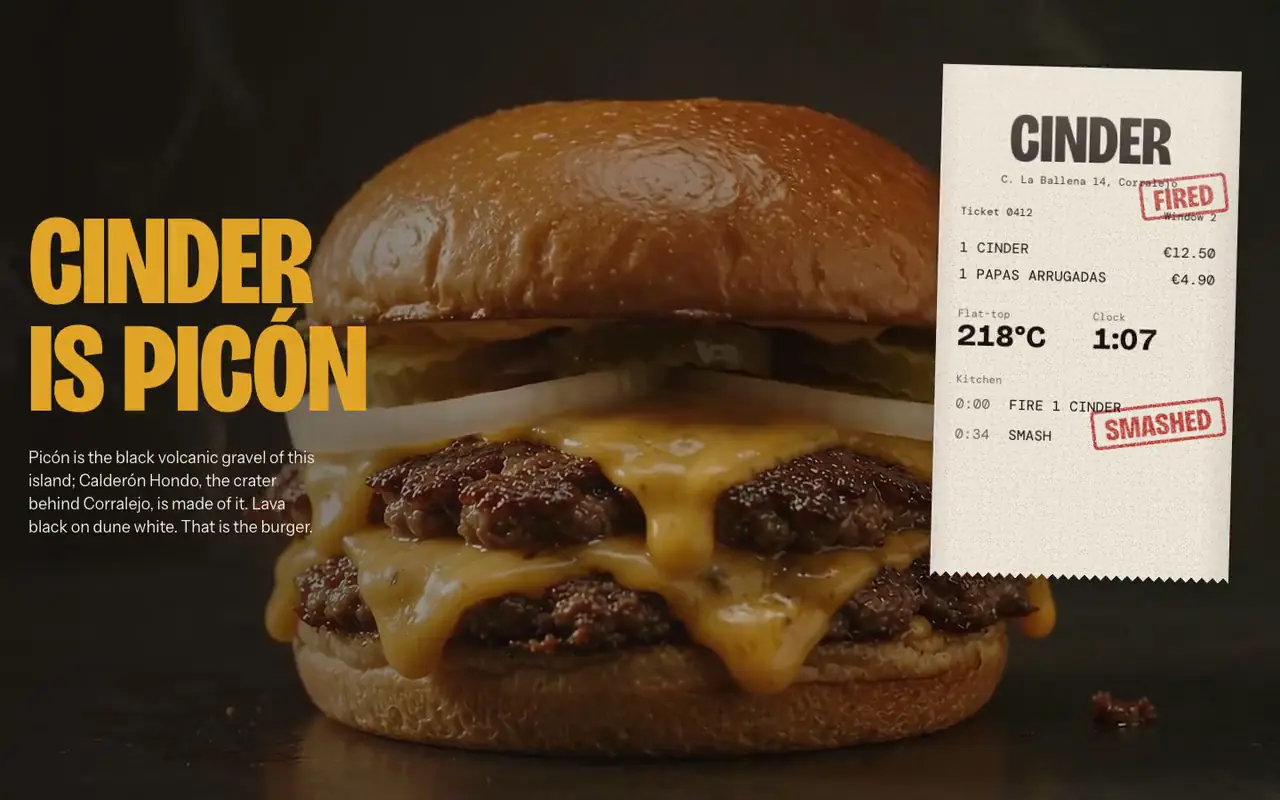 CINDER
IS PICÓN
Picón is the black volcanic gravel of this
island; Calderón Hondo, the crater
behind Corralejo, is made of it. Lava
black on dune white. That is the burger.
CINDER
C. La Ballena 14, Corralejo
FIRED
Ticket 0412
Window 2
1 CINDER €12.50
1 PAPAS ARRUGADAS €4.90
Flat-top Clock
218°C 1:07
Kitchen
0:00 FIRE 1 CINDER
SMASHED
0:34 SMASH